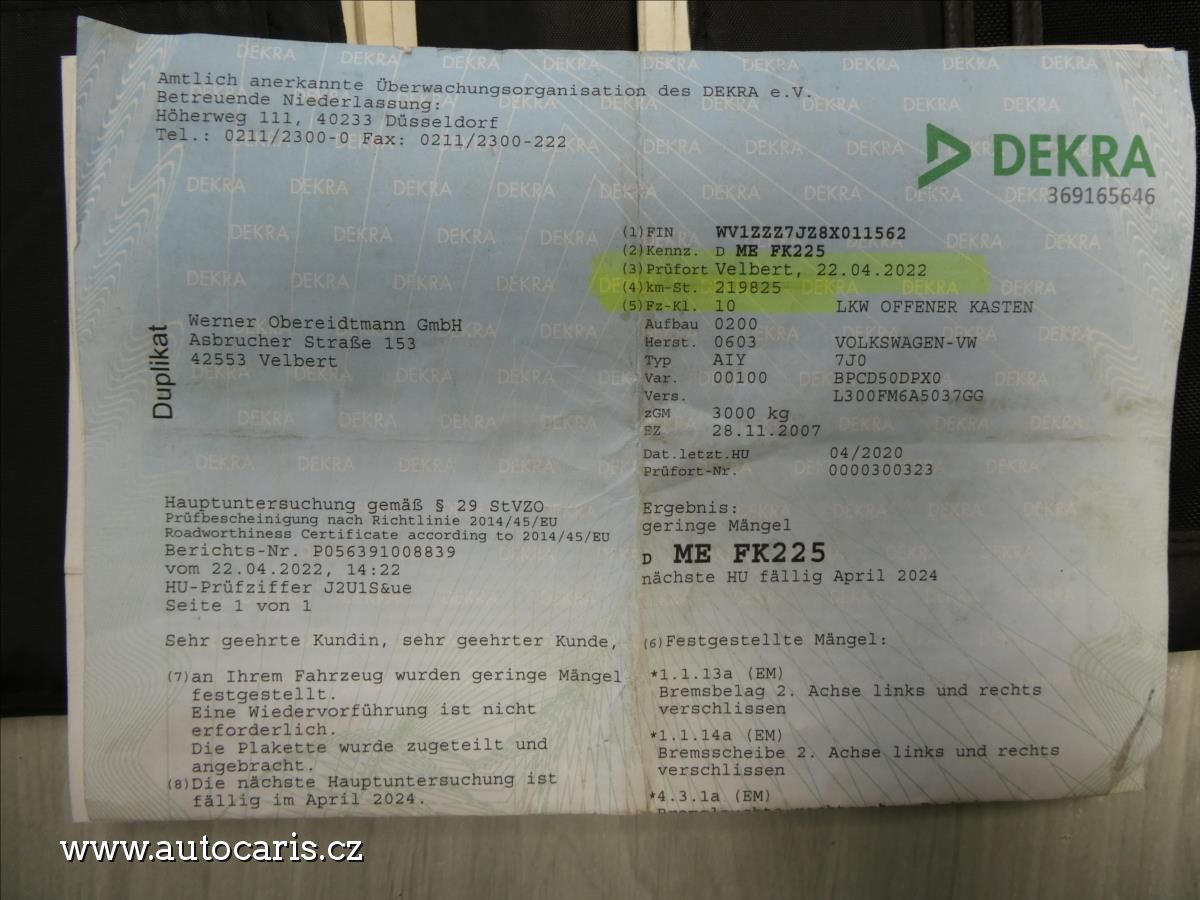 Amtlich anerkannte Überwachungsorganisation des DEKRA e.V.
Betreuende Niederlassung:
Höherweg 111, 40233 Düsseldorf
Tel.: 0211/2300-0 Fax: 0211/2300-222
DEKRA
369165646
(1)FIN WV1ZZZ7JZ8X011562
(2)Kennz. D ME FK225
(3)Prüfort Velbert, 22.04.2022
(4)km-St. 219825
(5)Fz-Kl. 10 LKW OFFENER KASTEN
Aufbau 0200
Herst. 0603 VOLKSWAGEN-VW
Typ AIY 7J0
Var. 00100 BPCD50DPX0
Vers. L300FM6A5037GG
zGM 3000 kg
EZ 28.11.2007
Dat.letzt.HU 04/2020
Prüfort-Nr. 0000300323
Duplikat
Werner Obereidtmann GmbH
Asbrucher Straße 153
42553 Velbert
Hauptuntersuchung gemäß § 29 StVZO
Prüfbescheinigung nach Richtlinie 2014/45/EU
Roadworthiness Certificate according to 2014/45/EU
Berichts-Nr. P056391008839
vom 22.04.2022, 14:22
HU-Prüfziffer J2U1S&ue
Seite 1 von 1
Ergebnis:
geringe Mängel
D ME FK225
nächste HU fällig April 2024
Sehr geehrte Kundin, sehr geehrter Kunde,
(7)an Ihrem Fahrzeug wurden geringe Mängel
festgestellt.
Eine Wiedervorführung ist nicht
erforderlich.
Die Plakette wurde zugeteilt und
angebracht.
(8)Die nächste Hauptuntersuchung ist
fällig im April 2024.
(6)Festgestellte Mängel:
*1.1.13a (EM)
Bremsbelag 2. Achse links und rechts
verschlissen
*1.1.14a (EM)
Bremsscheibe 2. Achse links und rechts
verschlissen
*4.3.1a (EM)
www.autocaris.cz